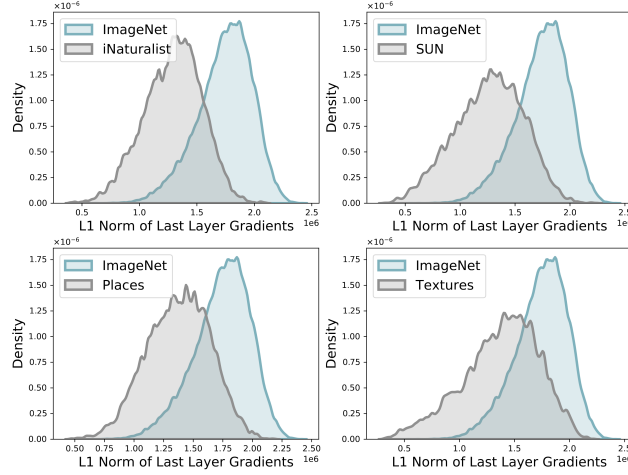 ×10⁻⁶ ×10⁻⁶
1.75 ImageNet 1.75 ImageNet
iNaturalist SUN
1.50 1.50
1.25 1.25
Density 1.00 Density 1.00
0.75 0.75
0.50 0.50
0.25 0.25
0.00 0.00
0.5 1.0 1.5 2.0 2.5 0.5 1.0 1.5 2.0 2.5
L1 Norm of Last Layer Gradients 1e6 L1 Norm of Last Layer Gradients 1e6
×10⁻⁶ ×10⁻⁶
1.75 ImageNet 1.75 ImageNet
Places Textures
1.50 1.50
1.25 1.25
Density 1.00 Density 1.00
0.75 0.75
0.50 0.50
0.25 0.25
0.00 0.00
0.50 0.75 1.00 1.25 1.50 1.75 2.00 2.25 2.50 0.5 1.0 1.5 2.0 2.5
L1 Norm of Last Layer Gradients 1e6 L1 Norm of Last Layer Gradients 1e6